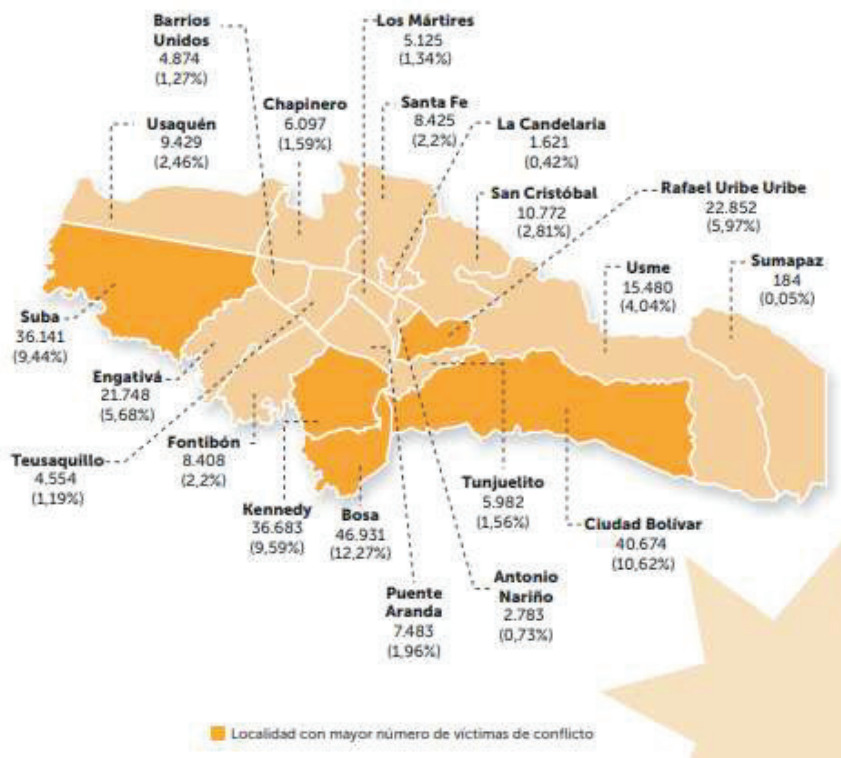 Barrios
Unidos
4.874
(1,27%)
Los Mártires
5.125
(1,34%)
Chapinero
6.097
(1,59%)
Santa Fe
8.425
(2,2%)
Usaquén
9.429
(2,46%)
La Candelaria
1.621
(0,42%)
San Cristóbal
10.772
(2,81%)
Rafael Uribe Uribe
22.852
(5,97%)
Usme
15.480
(4,04%)
Sumapaz
184
(0,05%)
Suba
36.141
(9,44%)
Engativá
21.748
(5,68%)
Fontibón
8.408
(2,2%)
Teusaquillo
4.554
(1,19%)
Kennedy
36.683
(9,59%)
Bosa
46.931
(12,27%)
Tunjuelito
5.982
(1,56%)
Ciudad Bolívar
40.674
(10,62%)
Puente
Aranda
7.483
(1,96%)
Antonio
Nariño
2.783
(0,73%)
Localidad con mayor número de víctimas de conflicto